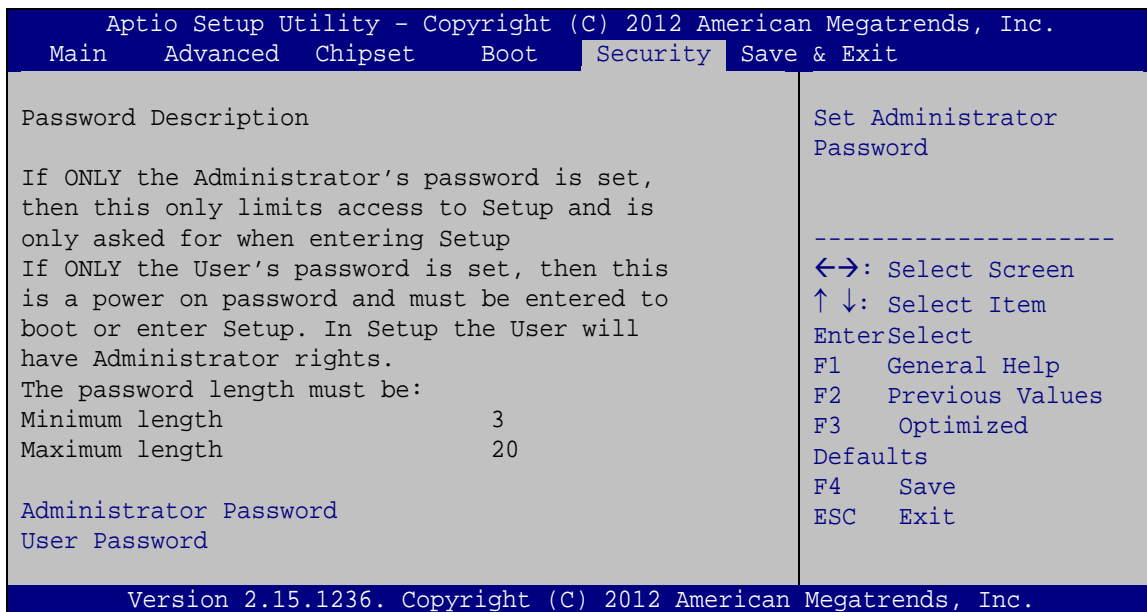 Aptio Setup Utility – Copyright (C) 2012 American Megatrends, Inc.
Main Advanced Chipset Boot Security Save & Exit
Password Description
If ONLY the Administrator’s password is set,
then this only limits access to Setup and is
only asked for when entering Setup
If ONLY the User’s password is set, then this
is a power on password and must be entered to
boot or enter Setup. In Setup the User will
have Administrator rights.
The password length must be:
Minimum length 3
Maximum length 20
Administrator Password
User Password
Set Administrator
Password
---------------------
←→: Select Screen
↑ ↓: Select Item
EnterSelect
F1 General Help
F2 Previous Values
F3 Optimized
Defaults
F4 Save
ESC Exit
Version 2.15.1236. Copyright (C) 2012 American Megatrends, Inc.